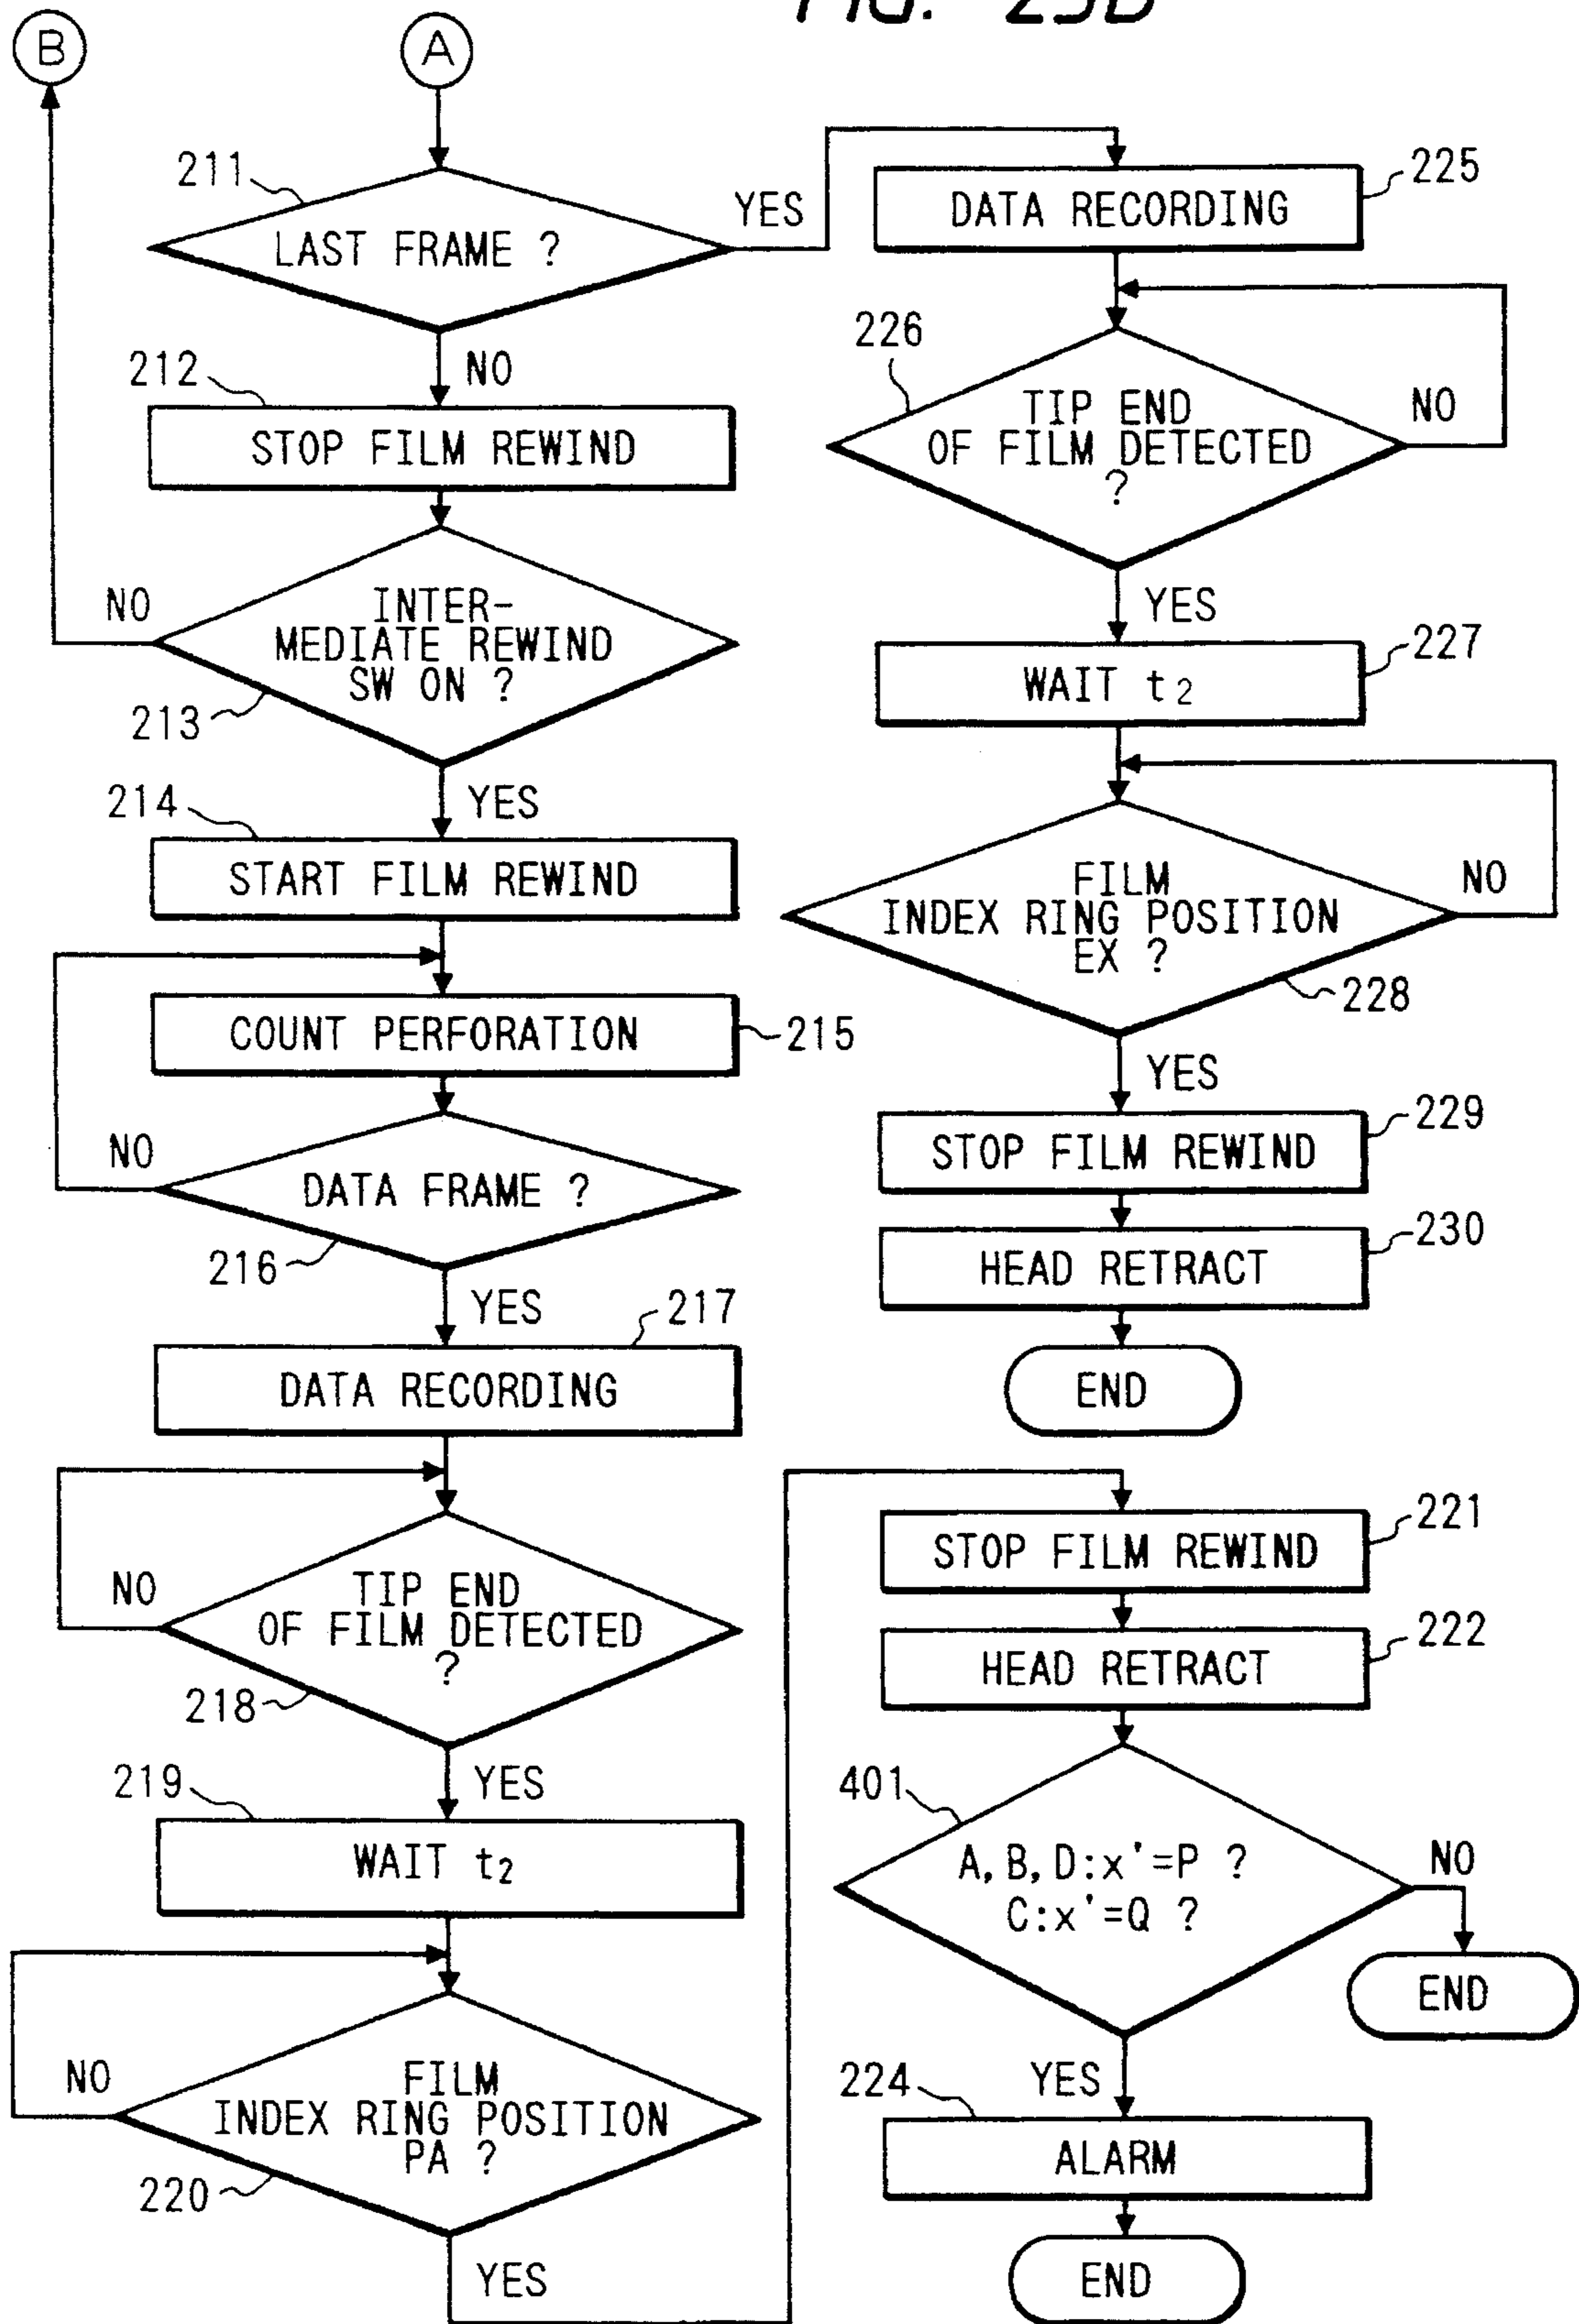 FIG. 25B
B
A
211
LAST FRAME ?
YES
NO
212
STOP FILM REWIND
INTER-
MEDIATE REWIND
SW ON ?
NO
213
YES
214
START FILM REWIND
COUNT PERFORATION
215
NO
DATA FRAME ?
216
YES
217
DATA RECORDING
NO
TIP END
OF FILM DETECTED
?
218
YES
219
WAIT t2
NO
FILM
INDEX RING POSITION
PA ?
220
YES
225
DATA RECORDING
226
TIP END
OF FILM DETECTED
?
NO
YES
227
WAIT t2
FILM
INDEX RING POSITION
EX ?
NO
228
YES
229
STOP FILM REWIND
230
HEAD RETRACT
END
221
STOP FILM REWIND
222
HEAD RETRACT
401
A, B, D:x'=P ?
C:x'=Q ?
NO
END
YES
224
ALARM
END